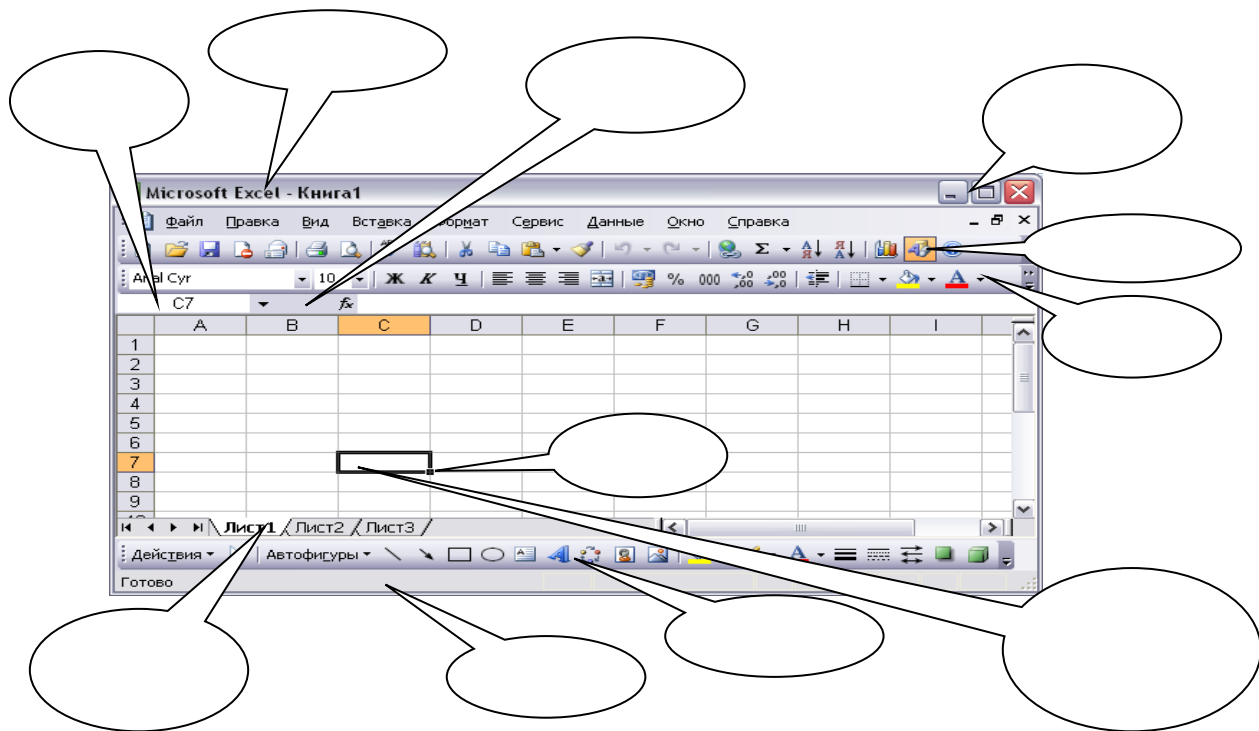 Microsoft Excel - Книга1
Файл Правка Вид Вставка Формат Сервис Данные Окно Справка
Arial Cyr 10 Ж К Ч % 000
C7 fx
A B C D E F G H I
1
2
3
4
5
6
7
8
9
Лист1 Лист2 Лист3
Действия Автофигуры
Готово